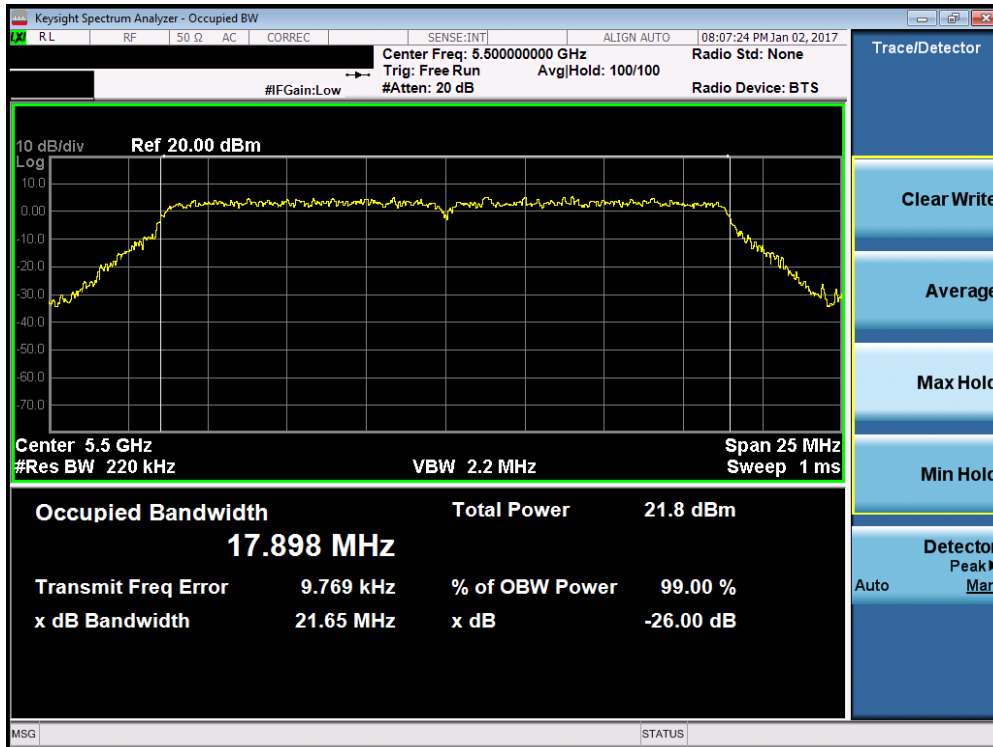 Keysight Spectrum Analyzer - Occupied BW
LXI RL RF 50 Ω AC CORREC SENSE:INT ALIGN AUTO 08:07:24 PM Jan 02, 2017
Center Freq: 5.500000000 GHz Radio Std: None
Trig: Free Run Avg|Hold: 100/100
#IFGain:Low #Atten: 20 dB Radio Device: BTS
Trace/Detector
10 dB/div Ref 20.00 dBm
Log
10.0
0.00
-10.0
-20.0
-30.0
-40.0
-50.0
-60.0
-70.0
Center 5.5 GHz Span 25 MHz
#Res BW 220 kHz VBW 2.2 MHz Sweep 1 ms
Occupied Bandwidth Total Power 21.8 dBm
17.898 MHz
Transmit Freq Error 9.769 kHz % of OBW Power 99.00 %
x dB Bandwidth 21.65 MHz x dB -26.00 dB
Clear Write
Average
Max Hold
Min Hold
Detector
Peak
Auto Man
MSG STATUS